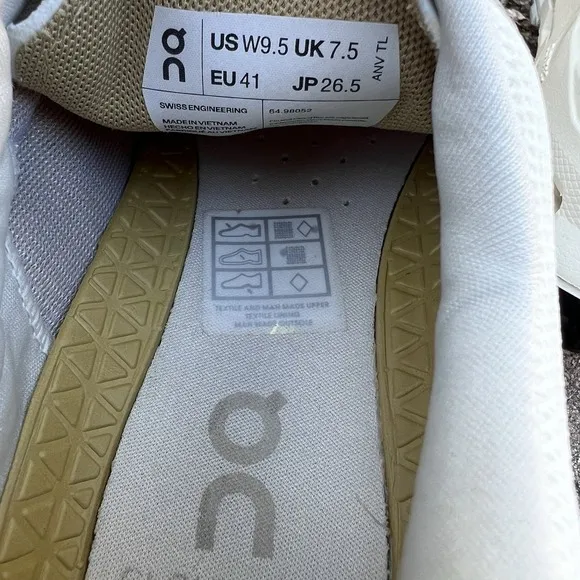 US W9.5 UK 7.5
EU 41 JP 26.5
ANV TL
SWISS ENGINEERING
64.98052
MADE IN VIETNAM
HECHO EN VIETNAM
TEXTILE AND MAN MADE UPPER
TEXTILE LINING
MAN MADE OUTSOLE